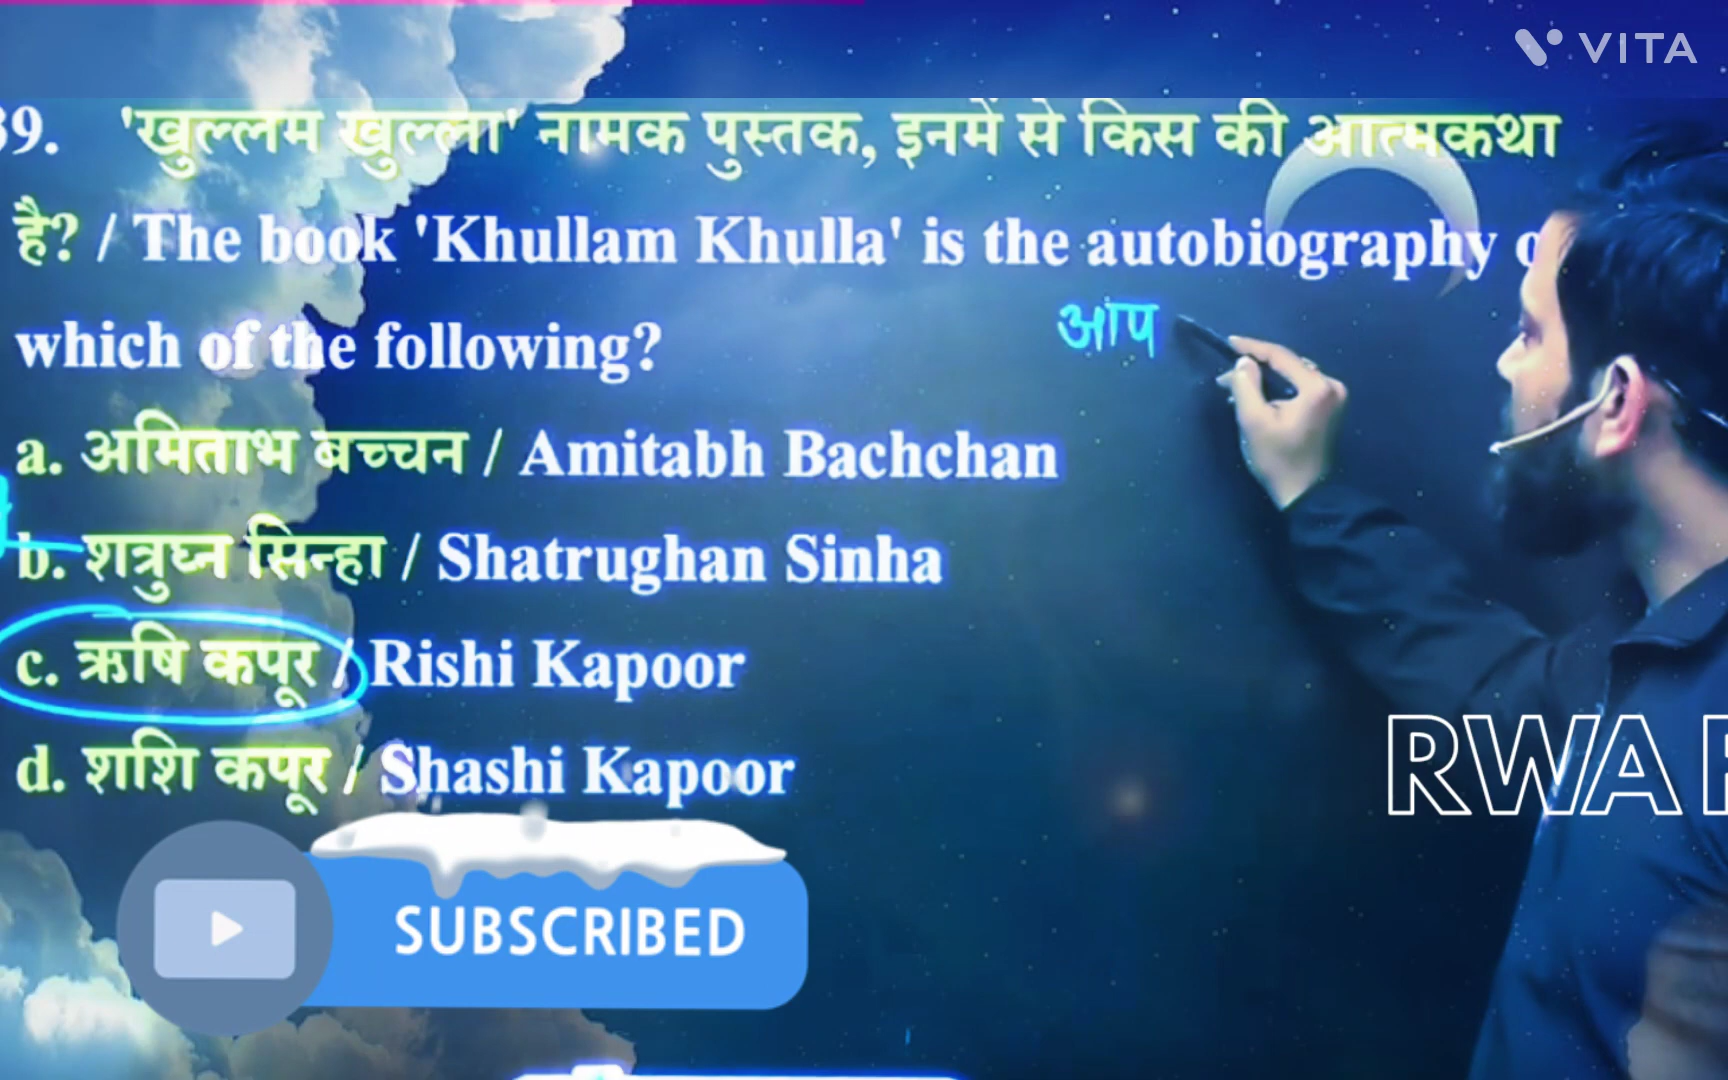 VITA
39. 'खुल्लम खुल्ला' नामक पुस्तक, इनमें से किस की आत्मकथा
है? / The book 'Khullam Khulla' is the autobiography o
which of the following?
आप
a. अमिताभ बच्चन / Amitabh Bachchan
b. शत्रुघ्न सिन्हा / Shatrughan Sinha
c. ऋषि कपूर / Rishi Kapoor
d. शशि कपूर / Shashi Kapoor
RWA
SUBSCRIBED